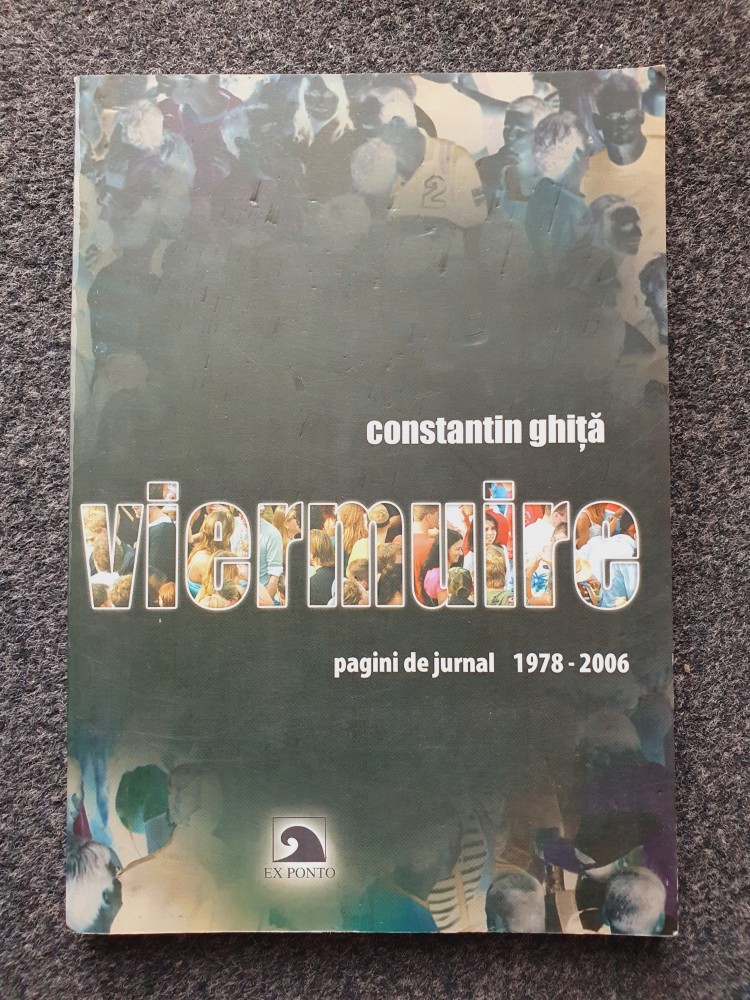 2
constantin ghiță
viermuire
pagini de jurnal 1978 - 2006
EX PONTO